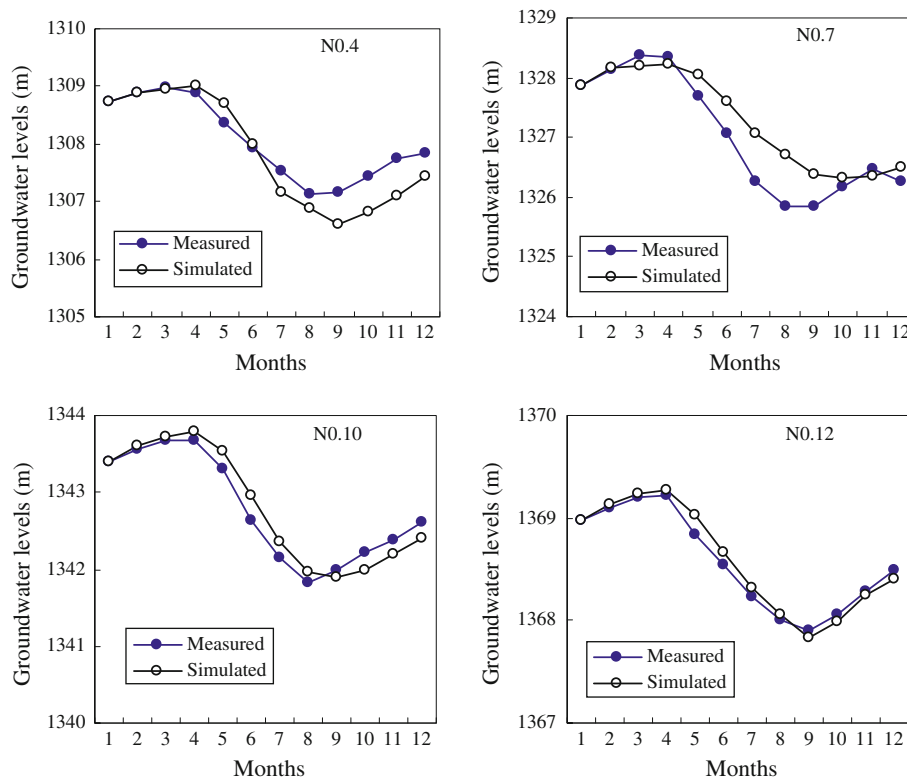 N0.4
Groundwater levels (m)
1310
1309
1308
1307
1306
1305
Measured
Simulated
1 2 3 4 5 6 7 8 9 10 11 12
Months
N0.7
Groundwater levels (m)
1329
1328
1327
1326
1325
1324
Measured
Simulated
1 2 3 4 5 6 7 8 9 10 11 12
Months
N0.10
Groundwater levels (m)
1344
1343
1342
1341
1340
Measured
Simulated
1 2 3 4 5 6 7 8 9 10 11 12
Months
N0.12
Groundwater levels (m)
1370
1369
1368
1367
Measured
Simulated
1 2 3 4 5 6 7 8 9 10 11 12
Months